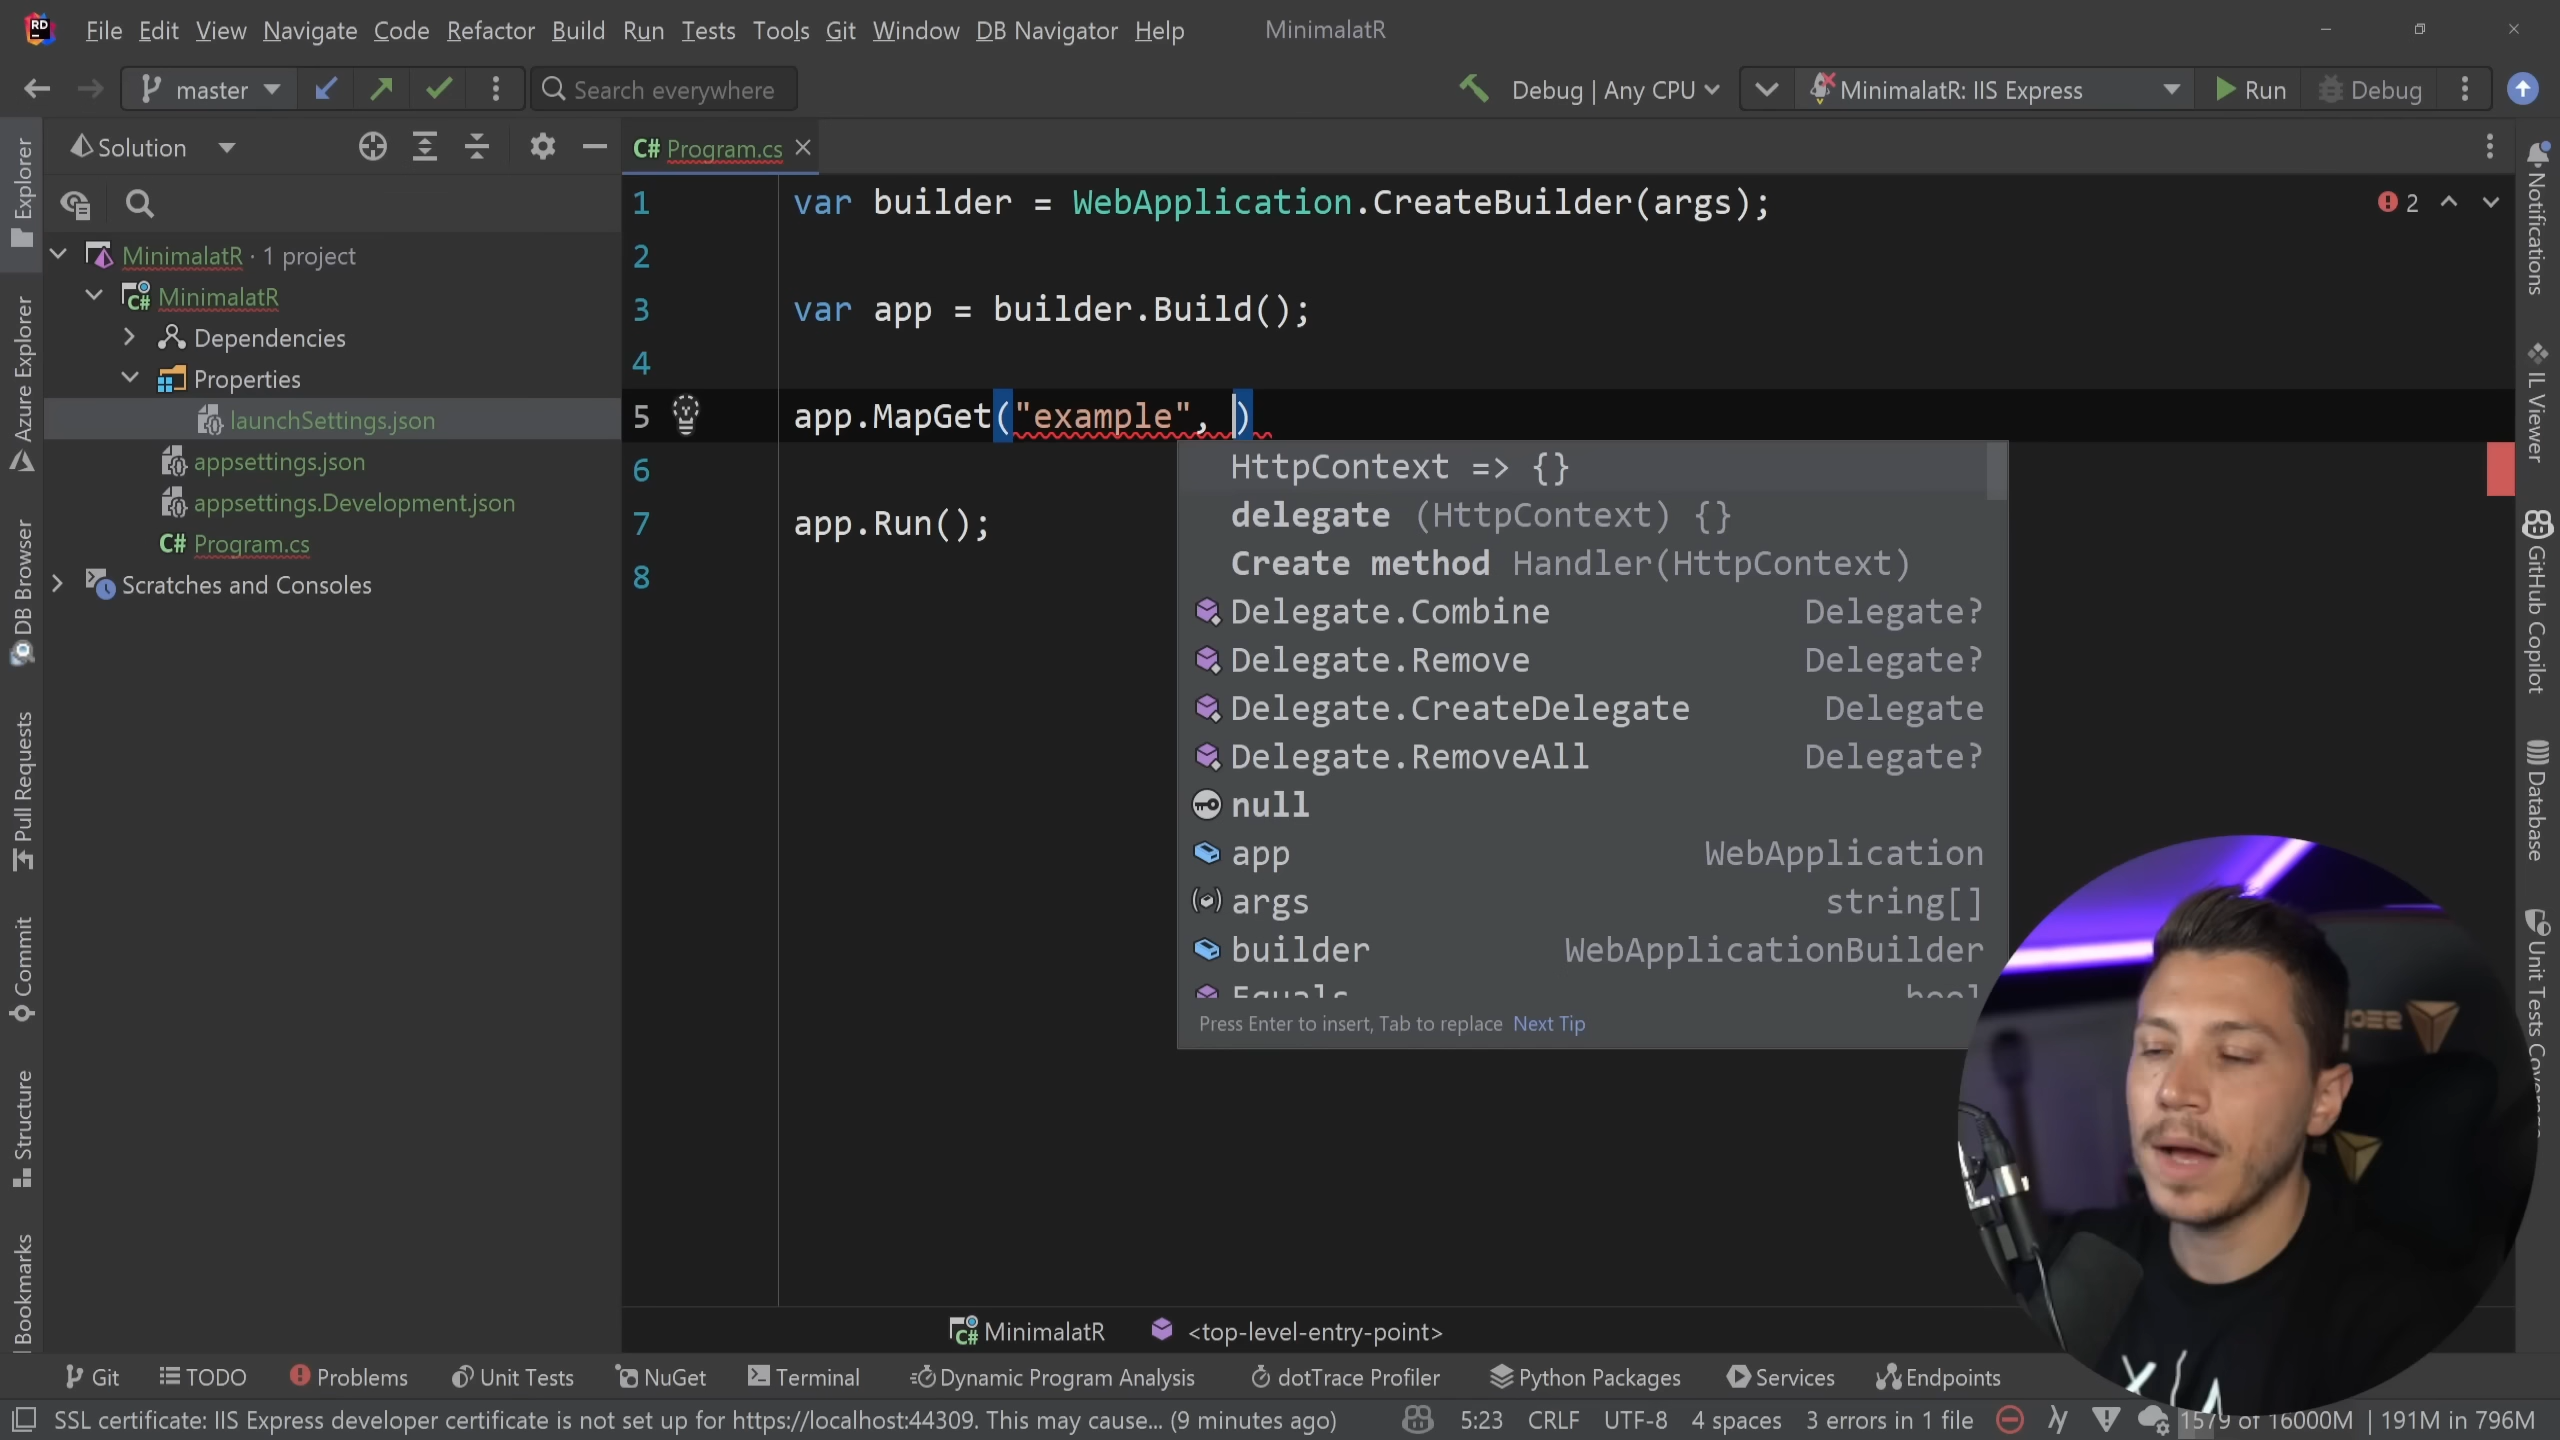 File Edit View Navigate Code Refactor Build Run Tests Tools Git Window DB Navigator Help MinimalatR
master Search everywhere Debug | Any CPU MinimalatR: IIS Express Run Debug
Solution
C# Program.cs
MinimalatR · 1 project
C# MinimalatR
Dependencies
Properties
launchSettings.json
appsettings.json
appsettings.Development.json
C# Program.cs
Scratches and Consoles
1 var builder = WebApplication.CreateBuilder(args);
2
3 var app = builder.Build();
4
5 app.MapGet("example", )
6
7 app.Run();
8
2
HttpContext => {}
delegate (HttpContext) {}
Create method Handler(HttpContext)
Delegate.Combine Delegate?
Delegate.Remove Delegate?
Delegate.CreateDelegate Delegate
Delegate.RemoveAll Delegate?
null
app WebApplication
args string[]
builder WebApplicationBuilder
Equals bool
Press Enter to insert, Tab to replace Next Tip
Explorer
Azure Explorer
DB Browser
Pull Requests
Commit
Structure
Bookmarks
Notifications
IL Viewer
GitHub Copilot
Database
Unit Tests
C# MinimalatR <top-level-entry-point>
Git TODO Problems Unit Tests NuGet Terminal Dynamic Program Analysis dotTrace Profiler Python Packages Services Endpoints
SSL certificate: IIS Express developer certificate is not set up for https://localhost:44309. This may cause... (9 minutes ago) 5:23 CRLF UTF-8 4 spaces 3 errors in 1 file 1579 of 16000M | 191M in 796M